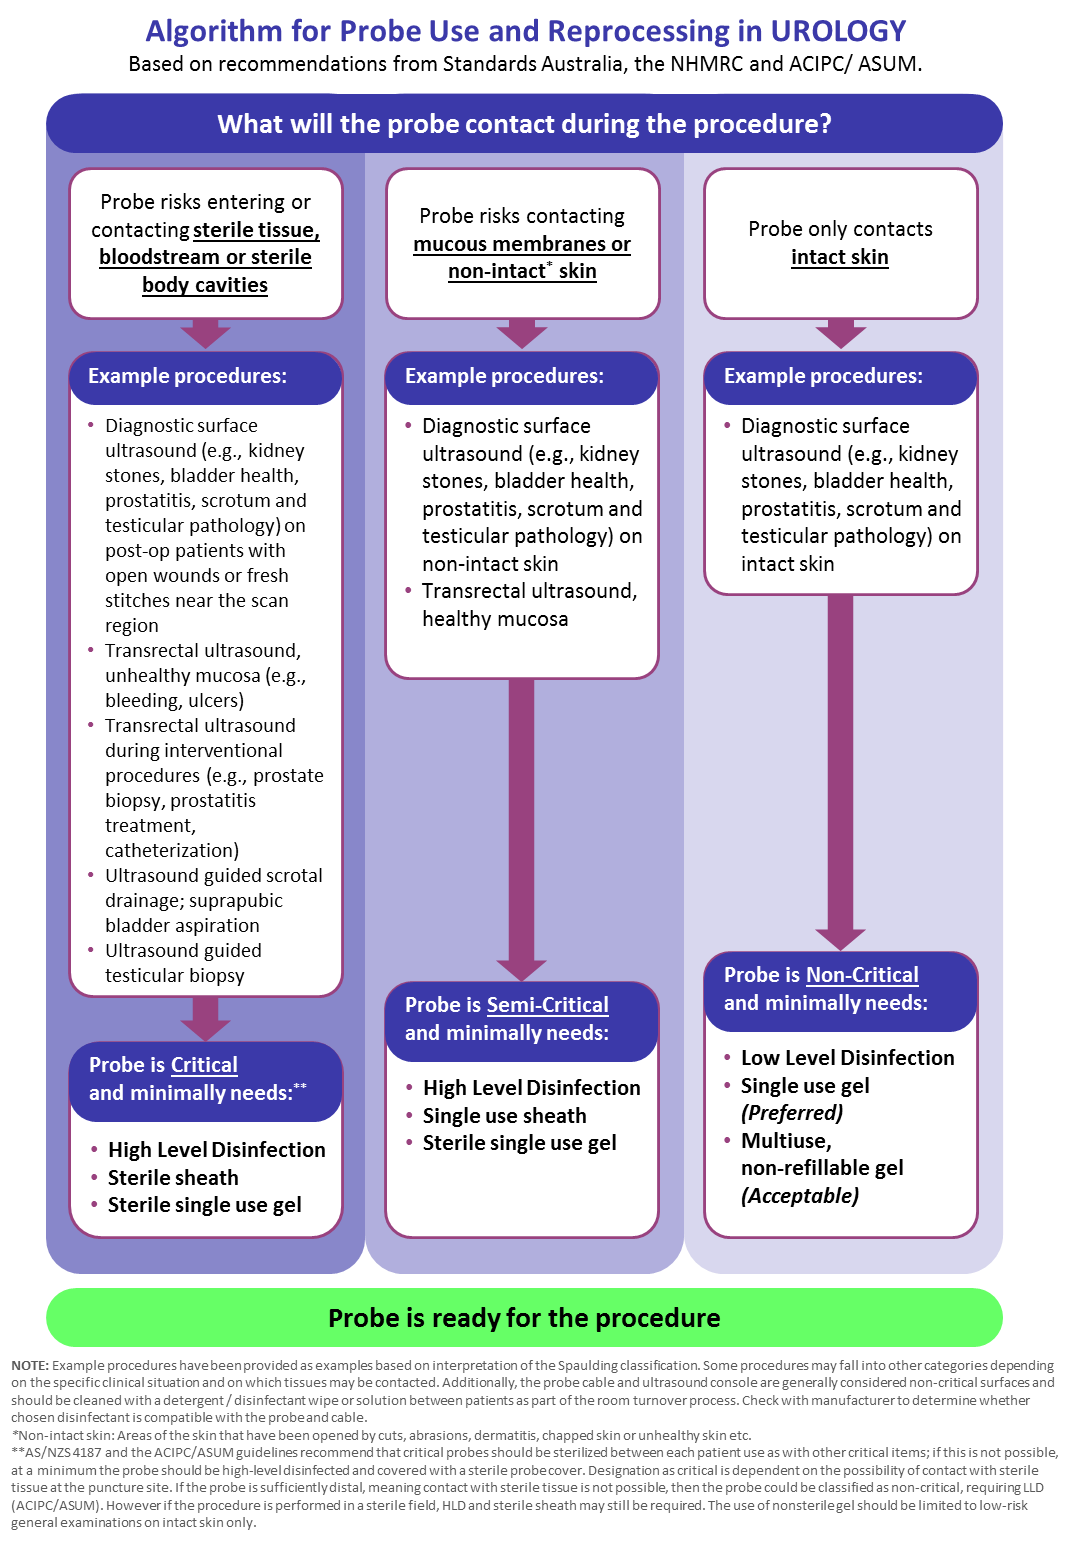 Algorithm for Probe Use and Reprocessing in UROLOGY
Based on recommendations from Standards Australia, the NHMRC and ACIPC/ ASUM.
What will the probe contact during the procedure?
Probe risks entering or
contacting sterile tissue,
bloodstream or sterile
body cavities
Example procedures:
• Diagnostic surface
ultrasound (e.g., kidney
stones, bladder health,
prostatitis, scrotum and
testicular pathology) on
post-op patients with
open wounds or fresh
stitches near the scan
region
• Transrectal ultrasound,
unhealthy mucosa (e.g.,
bleeding, ulcers)
• Transrectal ultrasound
during interventional
procedures (e.g., prostate
biopsy, prostatitis
treatment,
catheterization)
• Ultrasound guided scrotal
drainage; suprapubic
bladder aspiration
• Ultrasound guided
testicular biopsy
Probe is Critical
and minimally needs:**
• High Level Disinfection
• Sterile sheath
• Sterile single use gel
Probe risks contacting
mucous membranes or
non-intact* skin
Example procedures:
• Diagnostic surface
ultrasound (e.g., kidney
stones, bladder health,
prostatitis, scrotum and
testicular pathology) on
non-intact skin
• Transrectal ultrasound,
healthy mucosa
Probe is Semi-Critical
and minimally needs:
• High Level Disinfection
• Single use sheath
• Sterile single use gel
Probe only contacts
intact skin
Example procedures:
• Diagnostic surface
ultrasound (e.g., kidney
stones, bladder health,
prostatitis, scrotum and
testicular pathology) on
intact skin
Probe is Non-Critical
and minimally needs:
• Low Level Disinfection
• Single use gel
(Preferred)
• Multiuse,
non-refillable gel
(Acceptable)
Probe is ready for the procedure
NOTE: Example procedures have been provided as examples based on interpretation of the Spaulding classification. Some procedures may fall into other categories depending
on the specific clinical situation and on which tissues may be contacted. Additionally, the probe cable and ultrasound console are generally considered non-critical surfaces and
should be cleaned with a detergent / disinfectant wipe or solution between patients as part of the room turnover process. Check with manufacturer to determine whether
chosen disinfectant is compatible with the probe and cable.
*Non-intact skin: Areas of the skin that have been opened by cuts, abrasions, dermatitis, chapped skin or unhealthy skin etc.
**AS/NZS 4187 and the ACIPC/ASUM guidelines recommend that critical probes should be sterilized between each patient use as with other critical items; if this is not possible,
at a minimum the probe should be high-level disinfected and covered with a sterile probe cover. Designation as critical is dependent on the possibility of contact with sterile
tissue at the puncture site. If the probe is sufficiently distal, meaning contact with sterile tissue is not possible, then the probe could be classified as non-critical, requiring LLD
(ACIPC/ASUM). However if the procedure is performed in a sterile field, HLD and sterile sheath may still be required. The use of nonsterile gel should be limited to low-risk
general examinations on intact skin only.